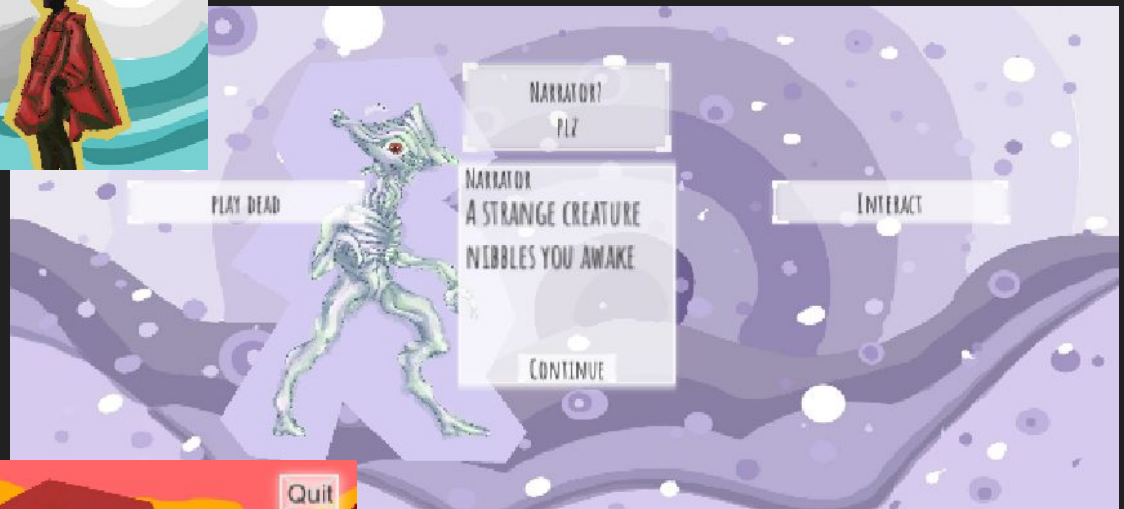 Narrator?
plz
Play dead
Narrator
A strange creature
nibbles you awake
Interact
Continue
Quit